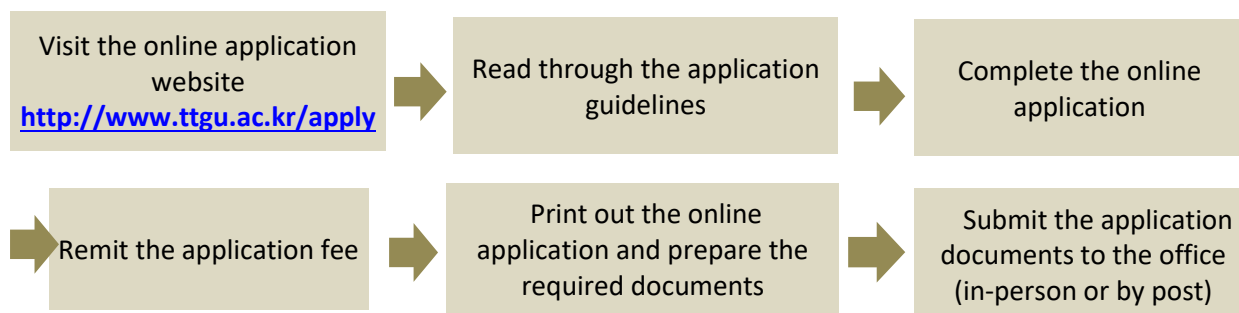 Visit the online application
website
http://www.ttgu.ac.kr/apply
Read through the application
guidelines
Complete the online
application
Remit the application fee
Print out the online
application and prepare the
required documents
Submit the application
documents to the office
(in-person or by post)